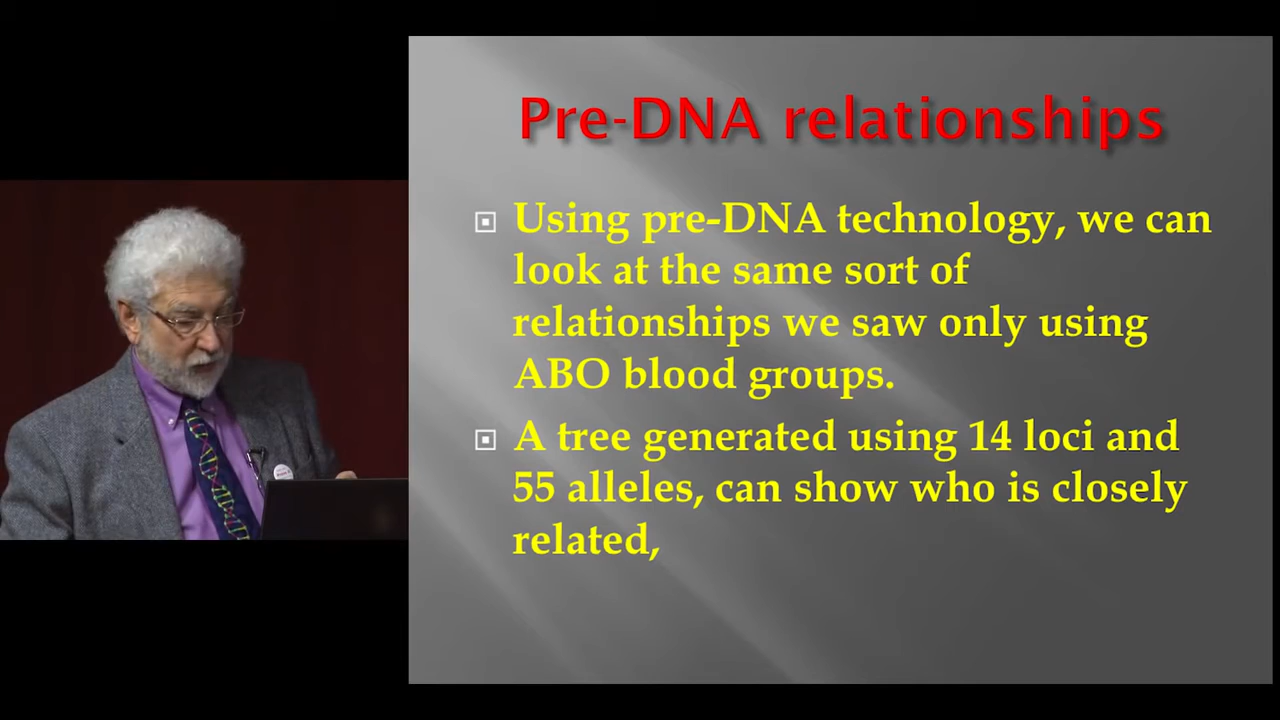 Pre-DNA relationships
Using pre-DNA technology, we can
look at the same sort of
relationships we saw only using
ABO blood groups.
A tree generated using 14 loci and
55 alleles, can show who is closely
related,